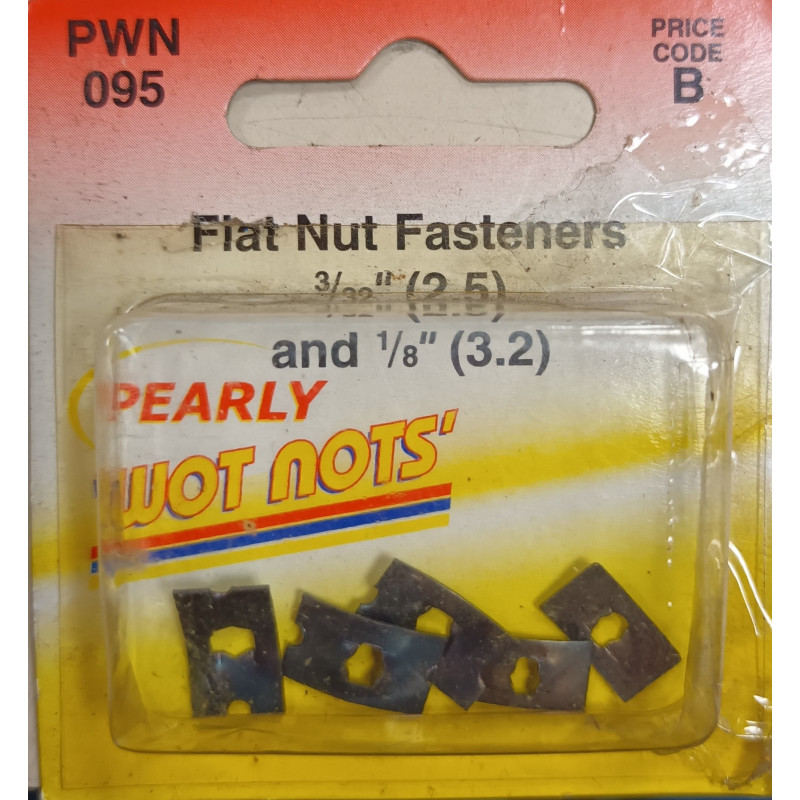 PWN
095
PRICE
CODE
B
Flat Nut Fasteners
3/32" (2.5)
and 1/8" (3.2)
PEARLY
'WOT NOTS'